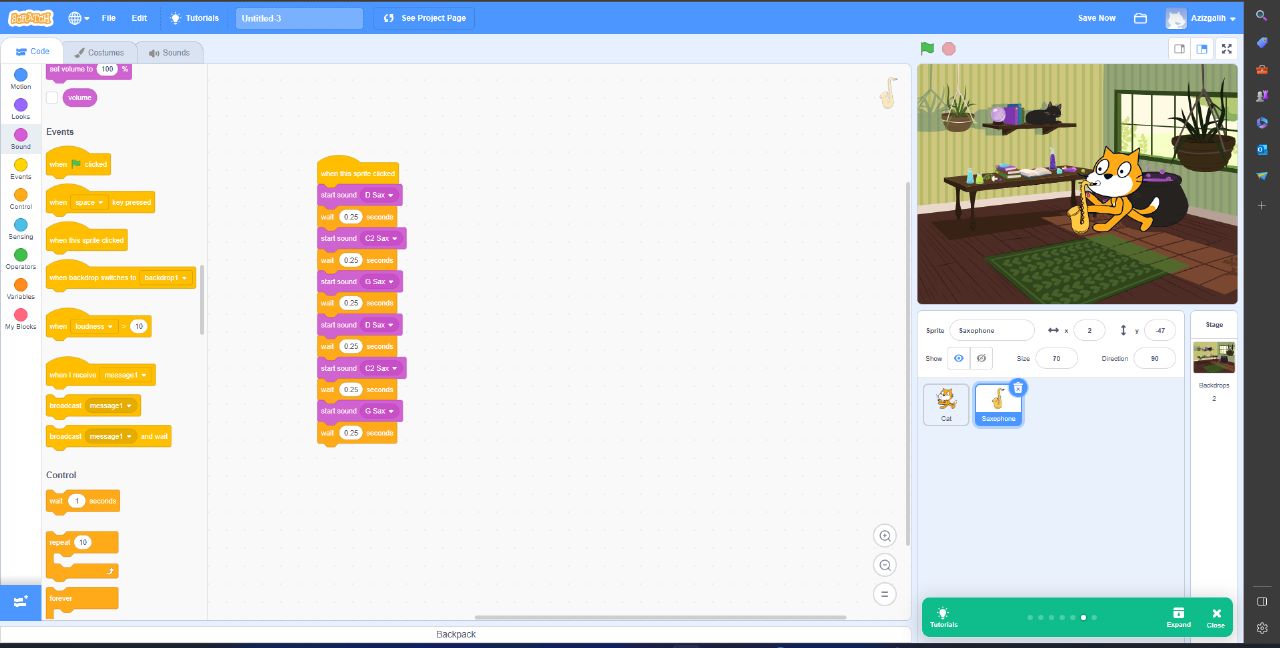 SCRATCH
File
Edit
Tutorials
Untitled-3
See Project Page
Save Now
Azizgalih
Code
Costumes
Sounds
Motion
Looks
Sound
Events
Control
Sensing
Operators
Variables
My Blocks
set volume to 100 %
volume
Events
when clicked
when space key pressed
when this sprite clicked
when backdrop switches to backdrop1
when loudness > 10
when I receive message1
broadcast message1
broadcast message1 and wait
Control
wait 1 seconds
repeat 10
forever
when this sprite clicked
start sound D Sax
wait 0.25 seconds
start sound C2 Sax
wait 0.25 seconds
start sound G Sax
wait 0.25 seconds
start sound D Sax
wait 0.25 seconds
start sound C2 Sax
wait 0.25 seconds
start sound G Sax
wait 0.25 seconds
Backpack
Sprite Saxophone x 2 y -47
Show Size 70 Direction 90
Cat
Saxophone
Stage
Backdrops
2
Tutorials
Expand
Close